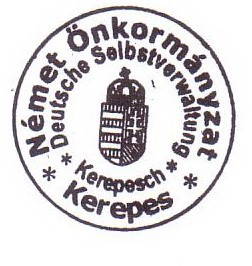 Német Önkormányzat
Deutsche Selbstverwaltung
* Kerepesch *
* Kerepes *